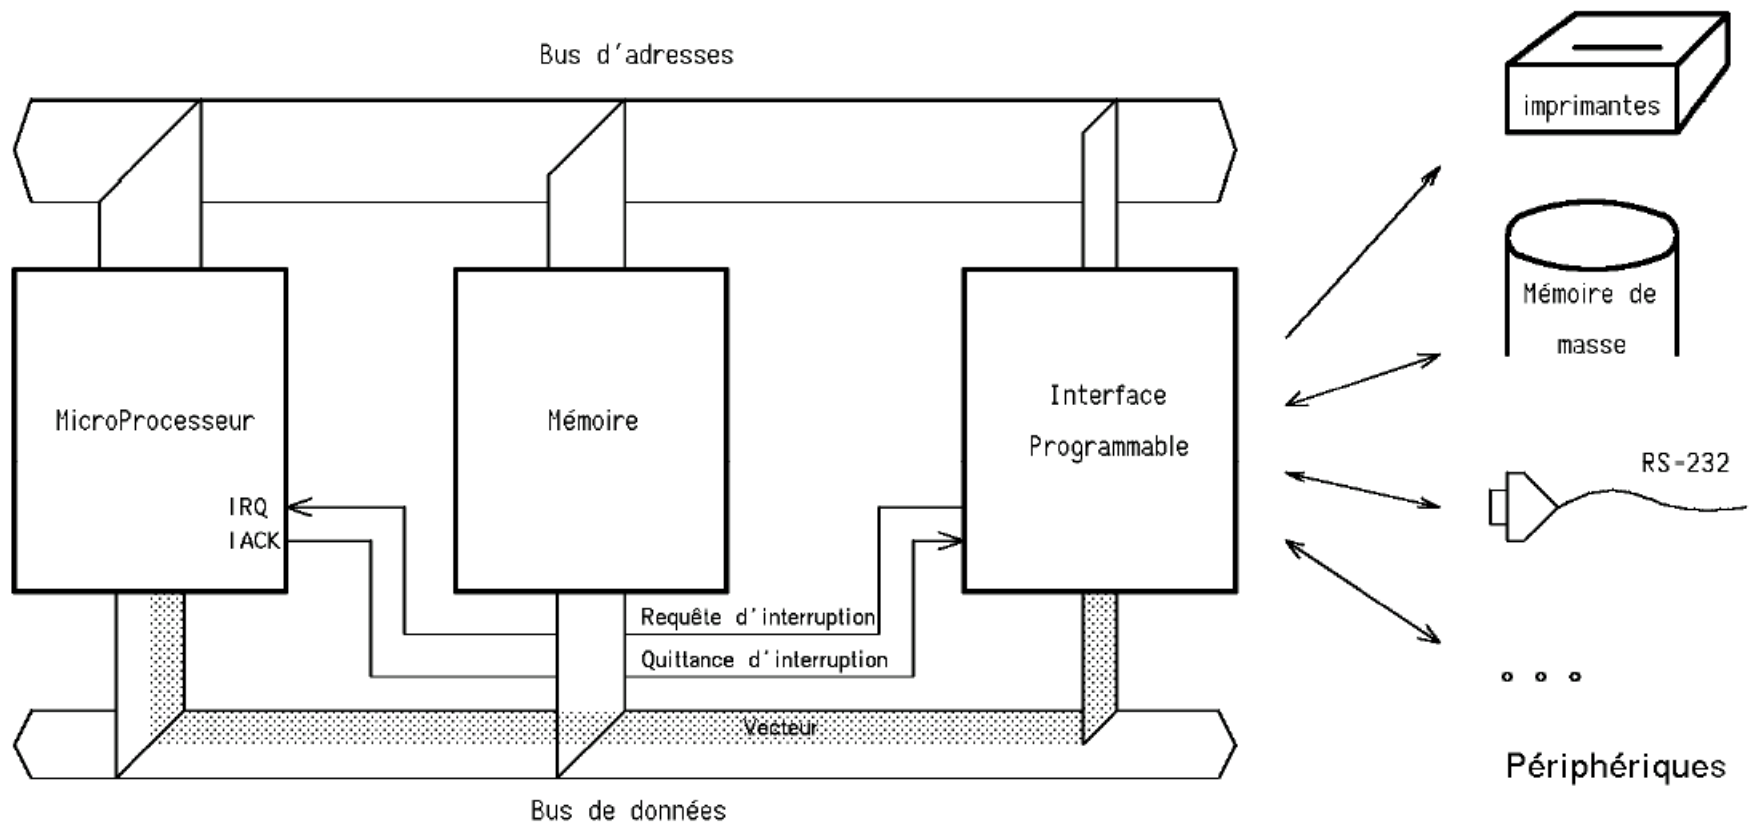 Bus d'adresses
imprimantes
Mémoire de
masse
MicroProcesseur
Mémoire
Interface
Programmable
RS-232
IRQ
IACK
Requête d'interruption
Quittance d'interruption
Vecteur
Périphériques
Bus de données